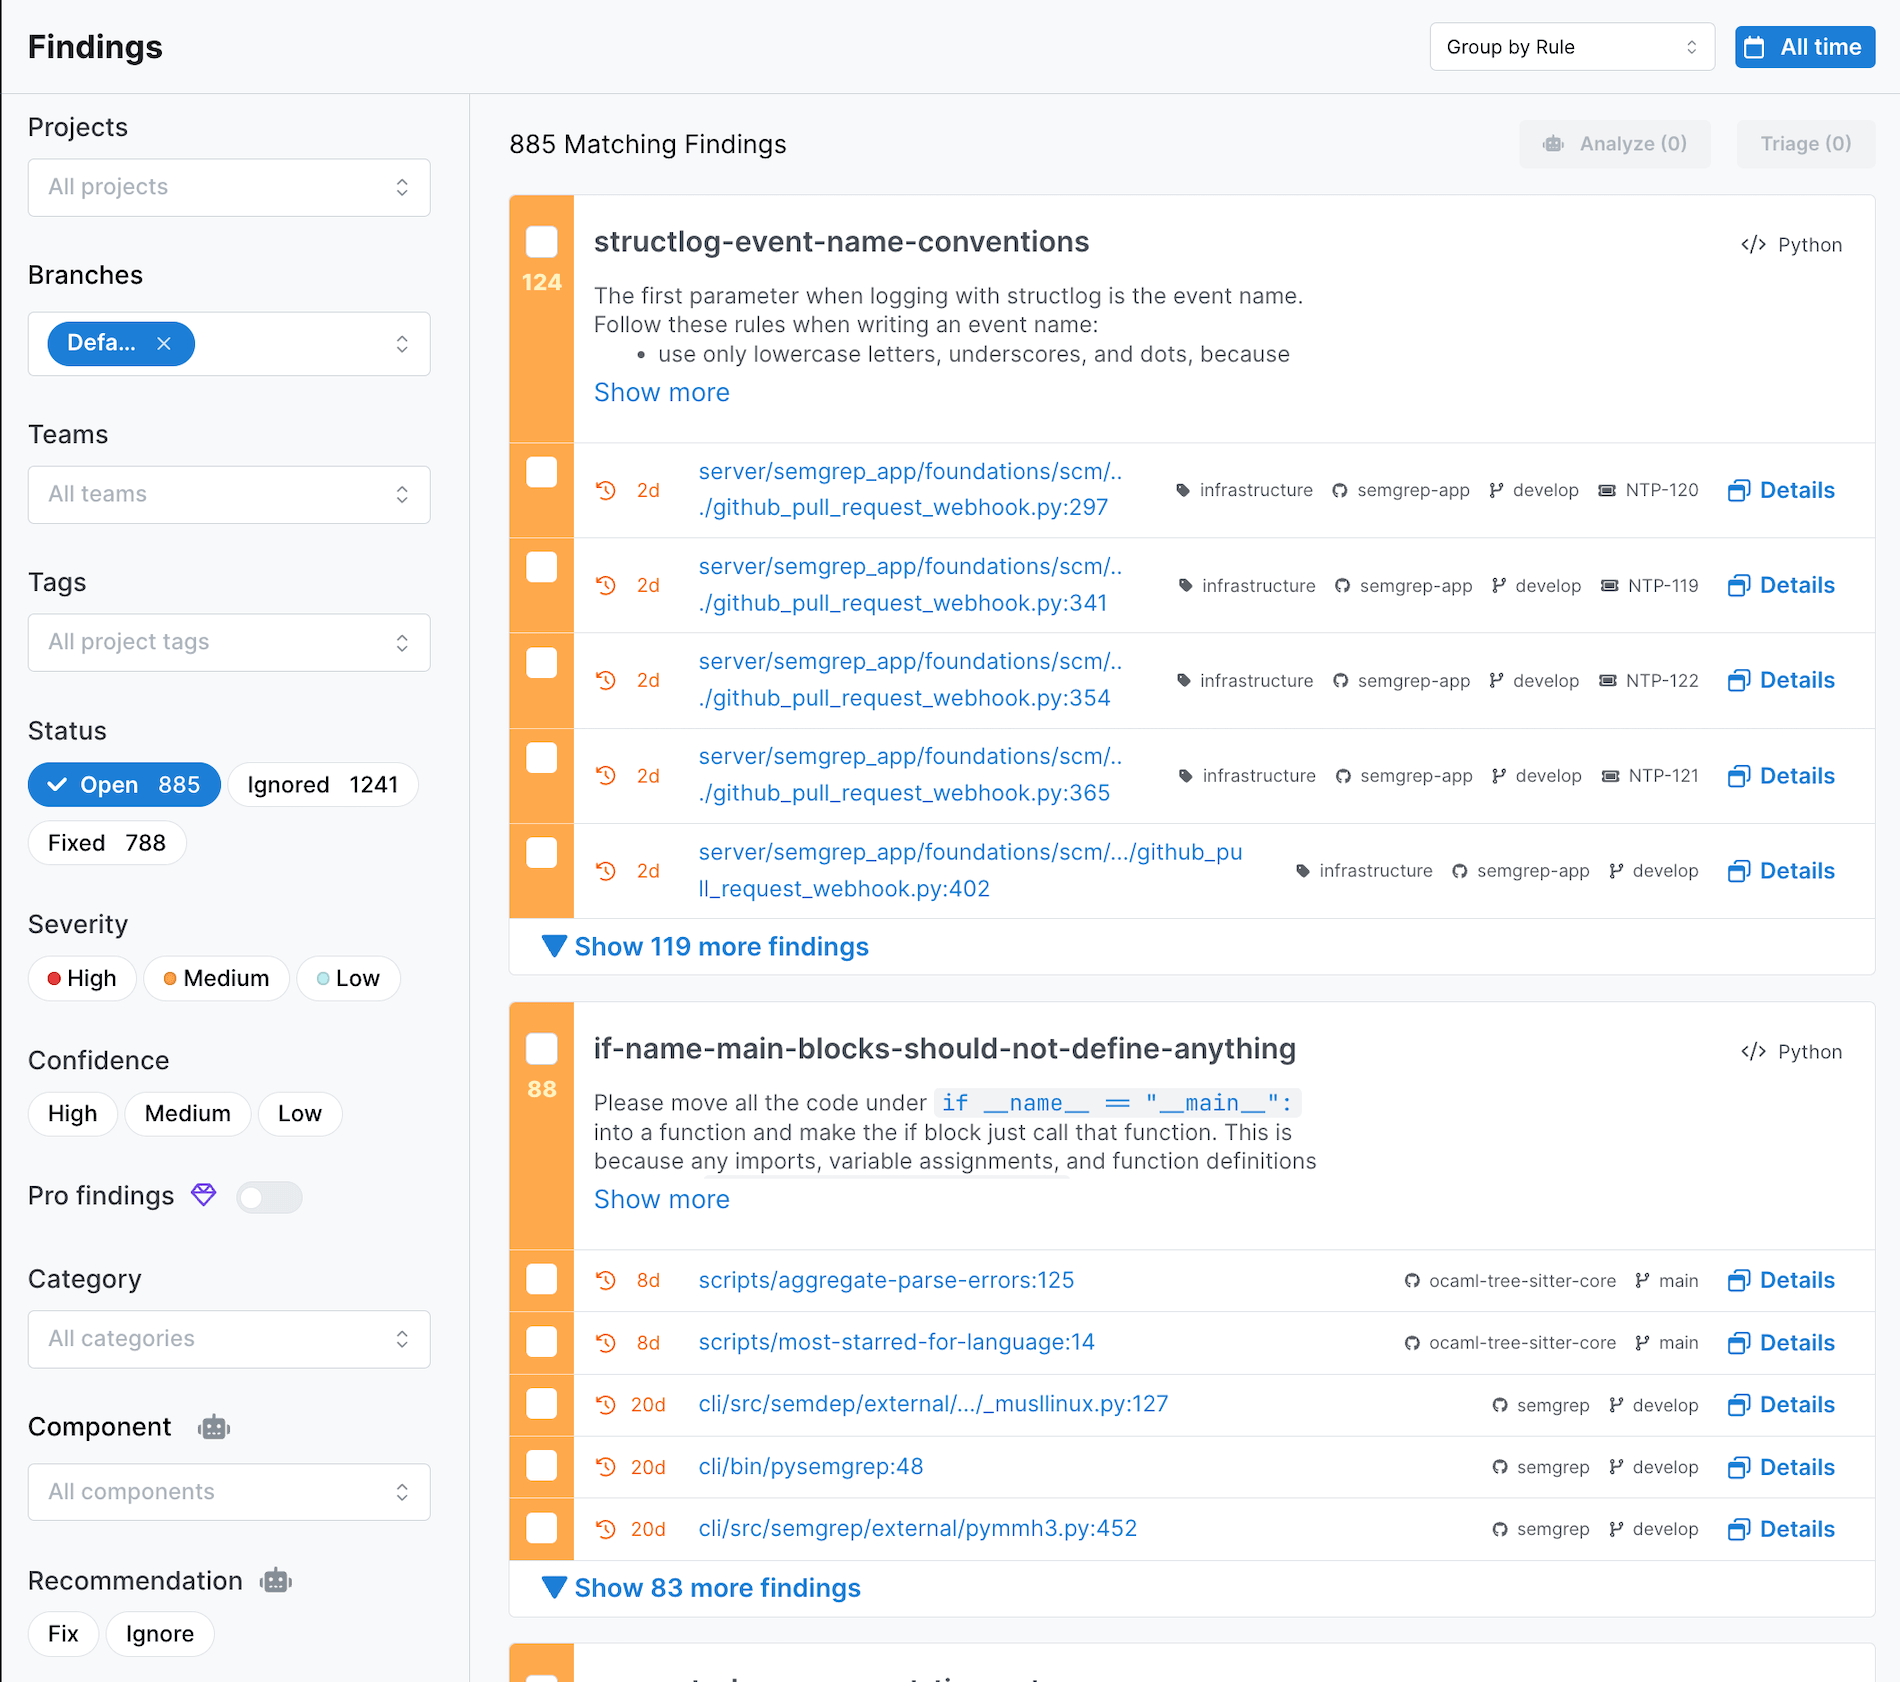 Findings
Group by Rule
All time
Projects
All projects
Branches
Defa...
Teams
All teams
Tags
All project tags
Status
Open 885
Ignored 1241
Fixed 788
Severity
High
Medium
Low
Confidence
High
Medium
Low
Pro findings
Category
All categories
Component
All components
Recommendation
Fix
Ignore
885 Matching Findings
Analyze (0)
Triage (0)
124
structlog-event-name-conventions
</> Python
The first parameter when logging with structlog is the event name.
Follow these rules when writing an event name:
• use only lowercase letters, underscores, and dots, because
Show more
2d
server/semgrep_app/foundations/scm/..
./github_pull_request_webhook.py:297
infrastructure semgrep-app develop NTP-120 Details
2d
server/semgrep_app/foundations/scm/..
./github_pull_request_webhook.py:341
infrastructure semgrep-app develop NTP-119 Details
2d
server/semgrep_app/foundations/scm/..
./github_pull_request_webhook.py:354
infrastructure semgrep-app develop NTP-122 Details
2d
server/semgrep_app/foundations/scm/..
./github_pull_request_webhook.py:365
infrastructure semgrep-app develop NTP-121 Details
2d
server/semgrep_app/foundations/scm/.../github_pu
ll_request_webhook.py:402
infrastructure semgrep-app develop Details
Show 119 more findings
88
if-name-main-blocks-should-not-define-anything
</> Python
Please move all the code under if __name__ == "__main__":
into a function and make the if block just call that function. This is
because any imports, variable assignments, and function definitions
Show more
8d scripts/aggregate-parse-errors:125 ocaml-tree-sitter-core main Details
8d scripts/most-starred-for-language:14 ocaml-tree-sitter-core main Details
20d cli/src/semdep/external/.../_musllinux.py:127 semgrep develop Details
20d cli/bin/pysemgrep:48 semgrep develop Details
20d cli/src/semgrep/external/pymmh3.py:452 semgrep develop Details
Show 83 more findings